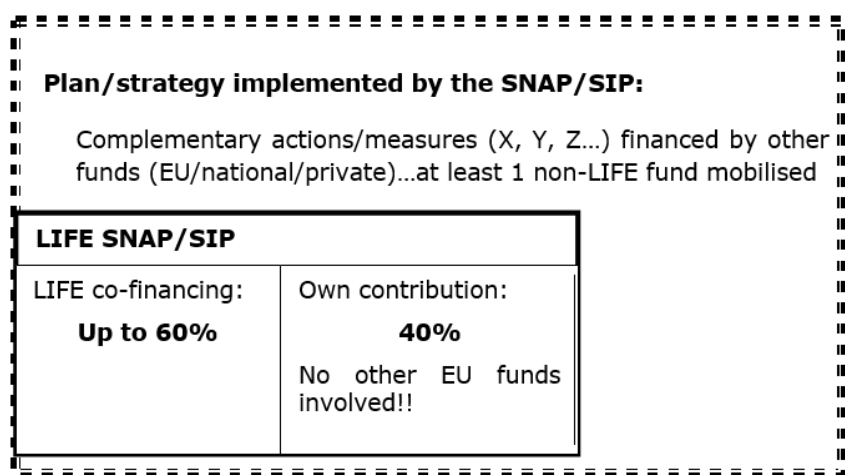 Plan/strategy implemented by the SNAP/SIP:
Complementary actions/measures (X, Y, Z…) financed by other
funds (EU/national/private)…at least 1 non-LIFE fund mobilised
LIFE SNAP/SIP
LIFE co-financing:
Up to 60%
Own contribution:
40%
No other EU funds
involved!!